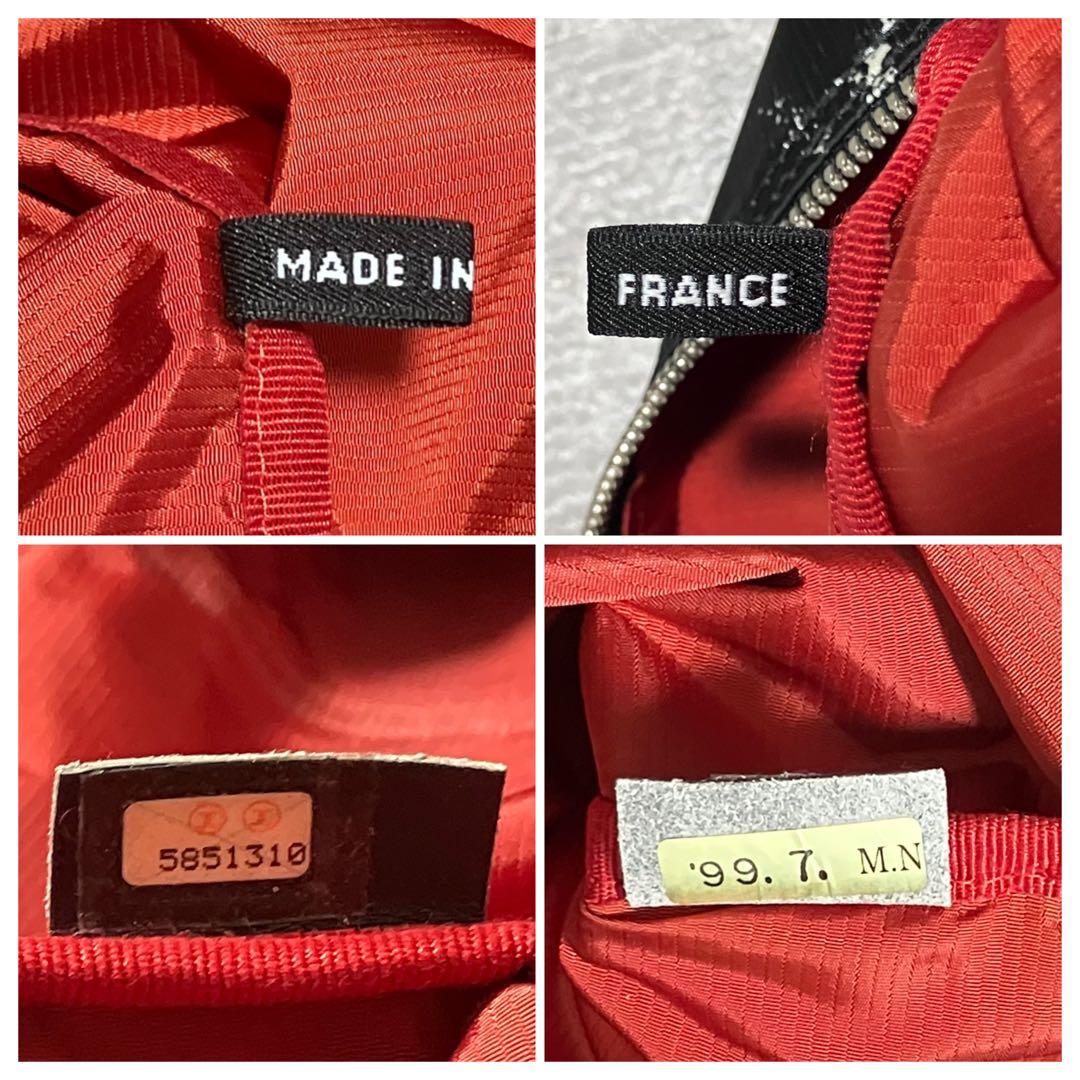 MADE IN
FRANCE
5851310
'99. 7. M.N